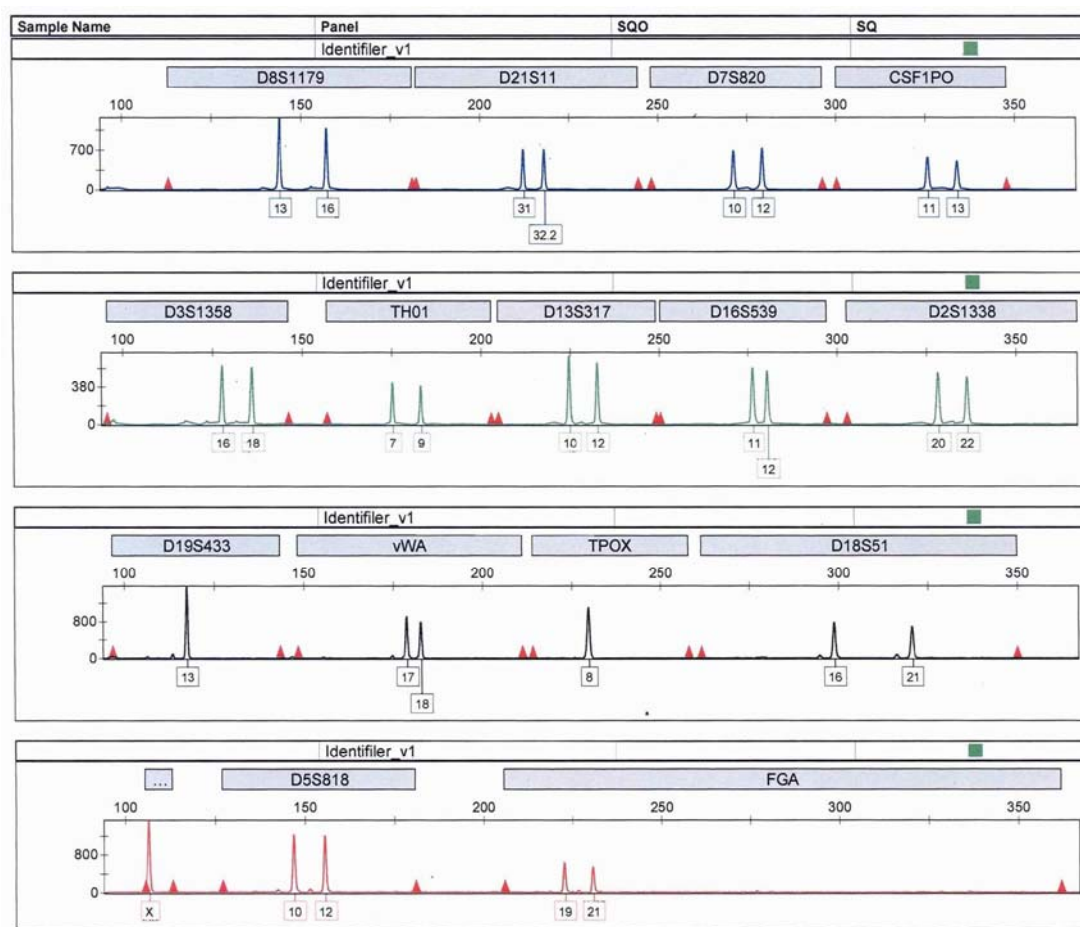 Sample Name Panel SQO SQ
Identifiler_v1
D8S1179 D21S11 D7S820 CSF1PO
100 150 200 250 300 350
700
0
13 16 31 10 12 11 13
32.2
Identifiler_v1
D3S1358 TH01 D13S317 D16S539 D2S1338
100 150 200 250 300 350
380
0
16 18 7 9 10 12 11 20 22
12
Identifiler_v1
D19S433 vWA TPOX D18S51
100 150 200 250 300 350
800
0
13 17 8 16 21
18
Identifiler_v1
... D5S818 FGA
100 150 200 250 300 350
800
0
X 10 12 19 21